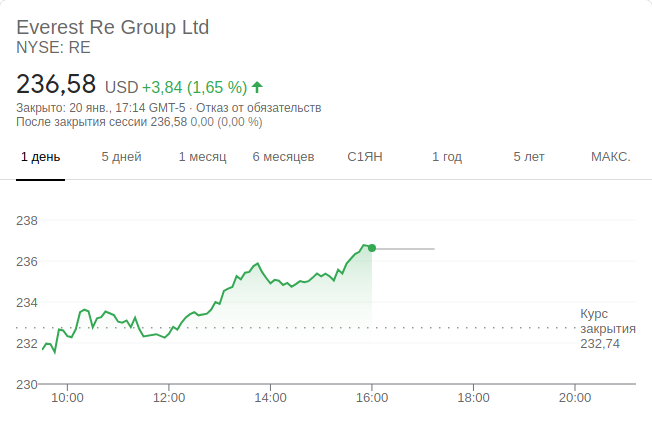 Everest Re Group Ltd
NYSE: RE
236,58 USD +3,84 (1,65 %)
Закрыто: 20 янв., 17:14 GMT-5 · Отказ от обязательств
После закрытия сессии 236,58 0,00 (0,00 %)
1 день 5 дней 1 месяц 6 месяцев С1ЯН 1 год 5 лет МАКС.
238
236
234
Курс
закрытия
232,74
232
230
10:00 12:00 14:00 16:00 18:00 20:00